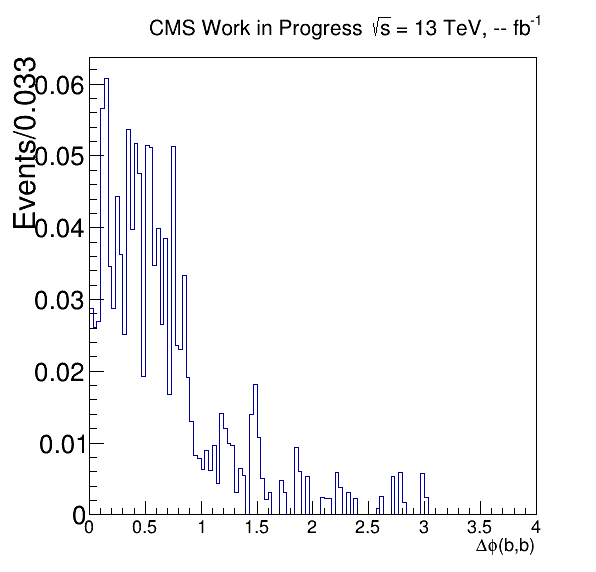 CMS Work in Progress √s = 13 TeV, -- fb⁻¹
Events/0.033
0.06
0.05
0.04
0.03
0.02
0.01
0
0 0.5 1 1.5 2 2.5 3 3.5 4
Δϕ(b,b)